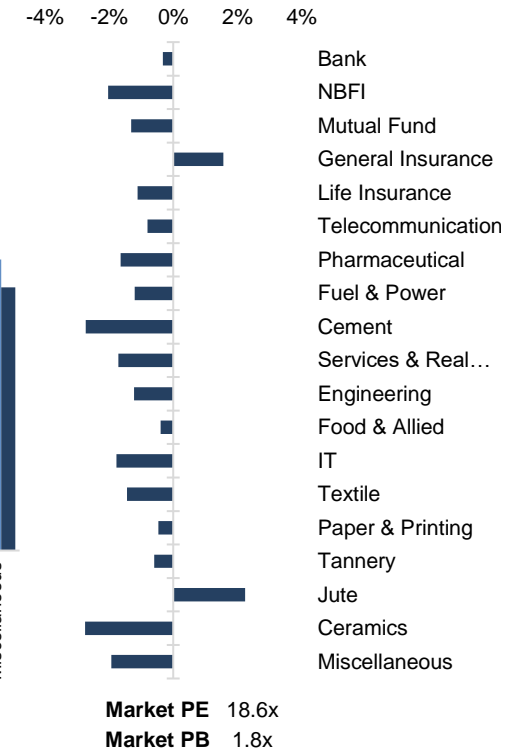 -4% -2% 0% 2% 4%
Bank
NBFI
Mutual Fund
General Insurance
Life Insurance
Telecommunication
Pharmaceutical
Fuel & Power
Cement
Services & Real…
Engineering
Food & Allied
IT
Textile
Paper & Printing
Tannery
Jute
Ceramics
Miscellaneous
Market PE 18.6x
Market PB 1.8x